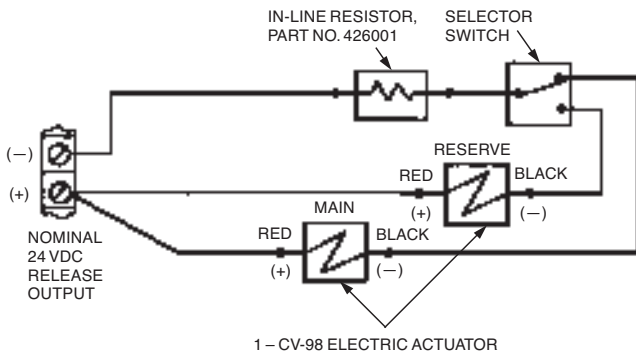 IN-LINE RESISTOR,
PART NO. 426001
SELECTOR
SWITCH
(—)
(+)
NOMINAL
24 VDC
RELEASE
OUTPUT
RESERVE
RED
(+)
BLACK
(—)
MAIN
RED
(+)
BLACK
(—)
1 – CV-98 ELECTRIC ACTUATOR